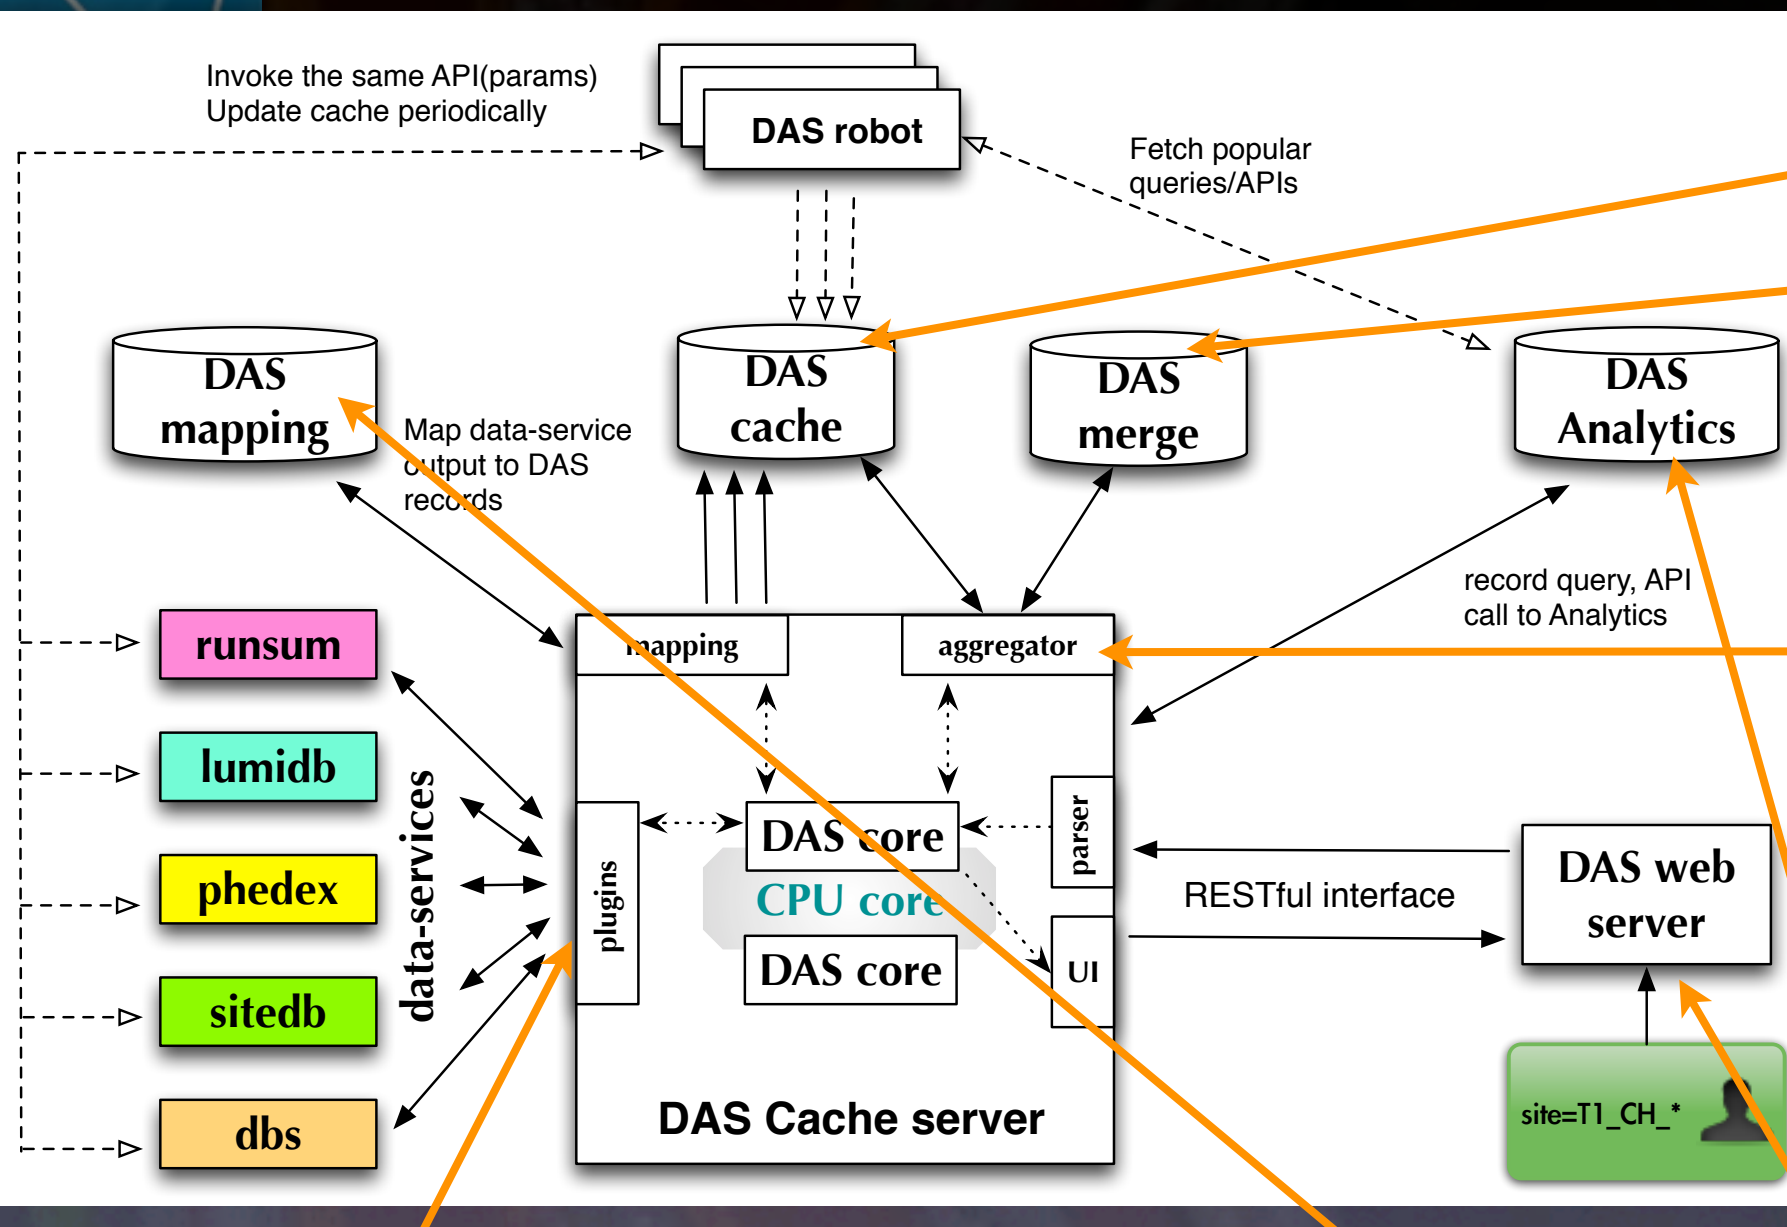 Invoke the same API(params)
Update cache periodically
DAS robot
Fetch popular
queries/APIs
DAS
mapping
Map data-service
output to DAS
records
DAS
cache
DAS
merge
DAS
Analytics
record query, API
call to Analytics
runsum
lumidb
phedex
sitedb
dbs
data-services
mapping
aggregator
plugins
DAS core
CPU core
DAS core
parser
UI
DAS Cache server
RESTful interface
DAS web
server
site=T1_CH_*